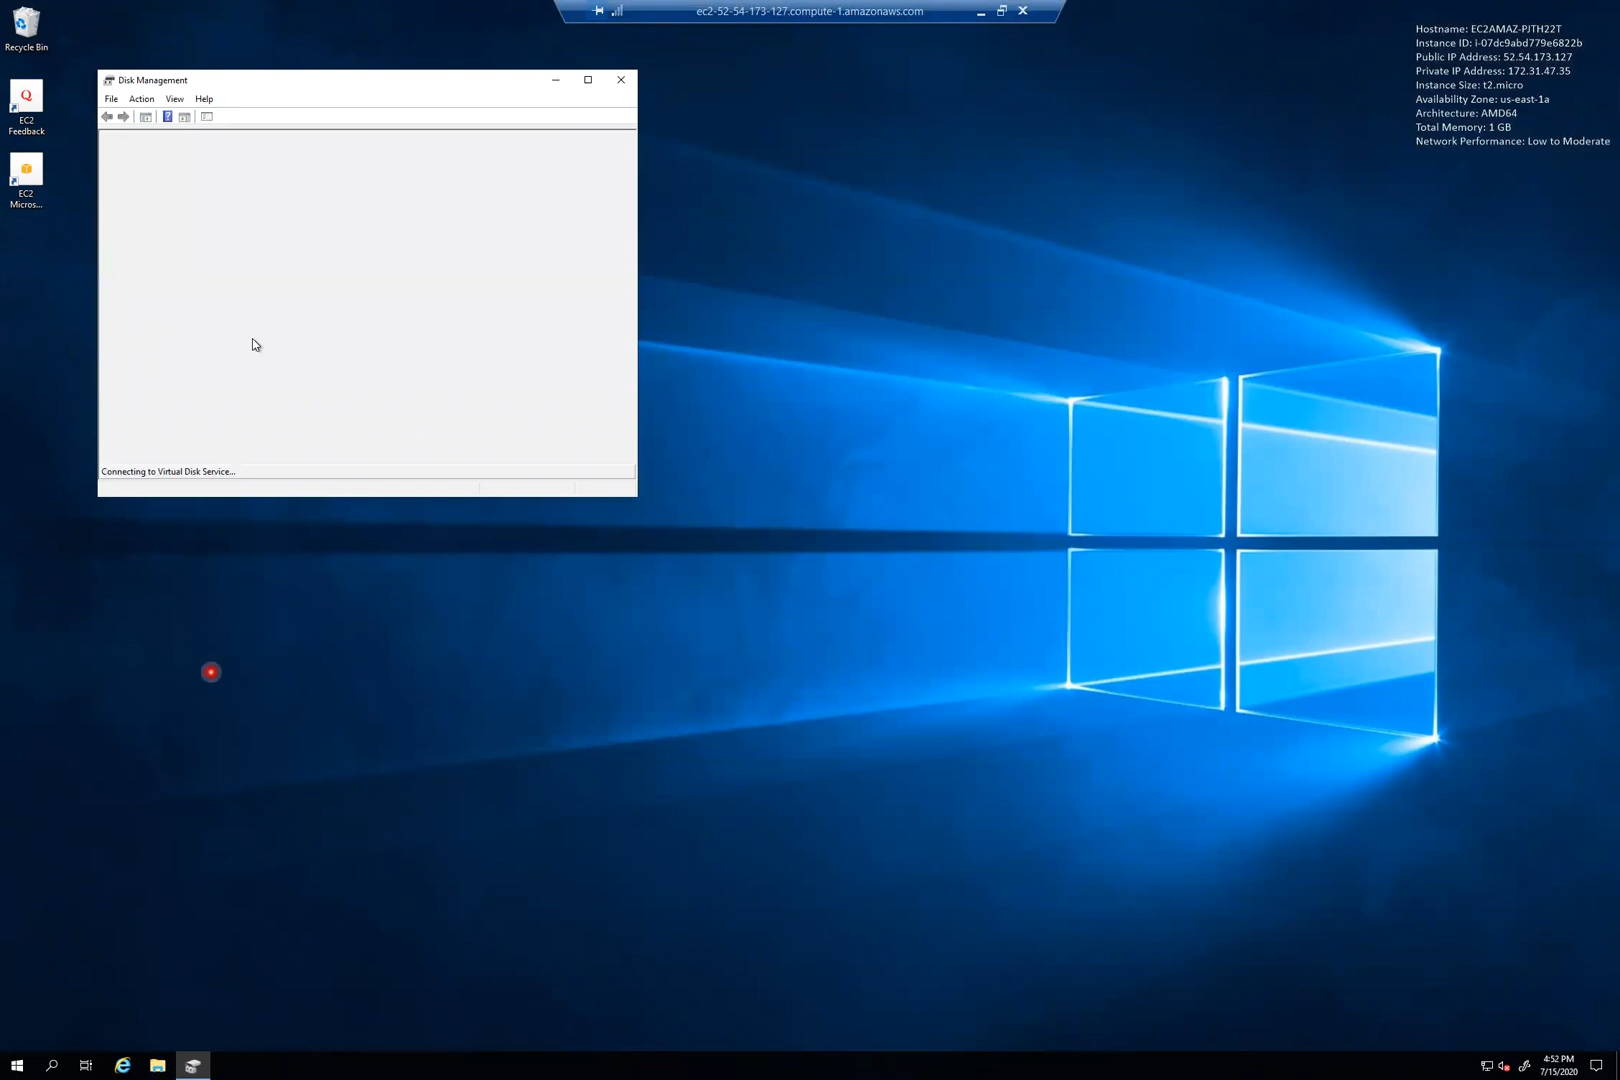 ec2-52-54-173-127.compute-1.amazonaws.com
Recycle Bin
EC2
Feedback
EC2
Micros...
Hostname: EC2AMAZ-PJTH22T
Instance ID: i-07dc9abd779e6822b
Public IP Address: 52.54.173.127
Private IP Address: 172.31.47.35
Instance Size: t2.micro
Availability Zone: us-east-1a
Architecture: AMD64
Total Memory: 1 GB
Network Performance: Low to Moderate
Disk Management
File Action View Help
Connecting to Virtual Disk Service...
4:52 PM
7/15/2020